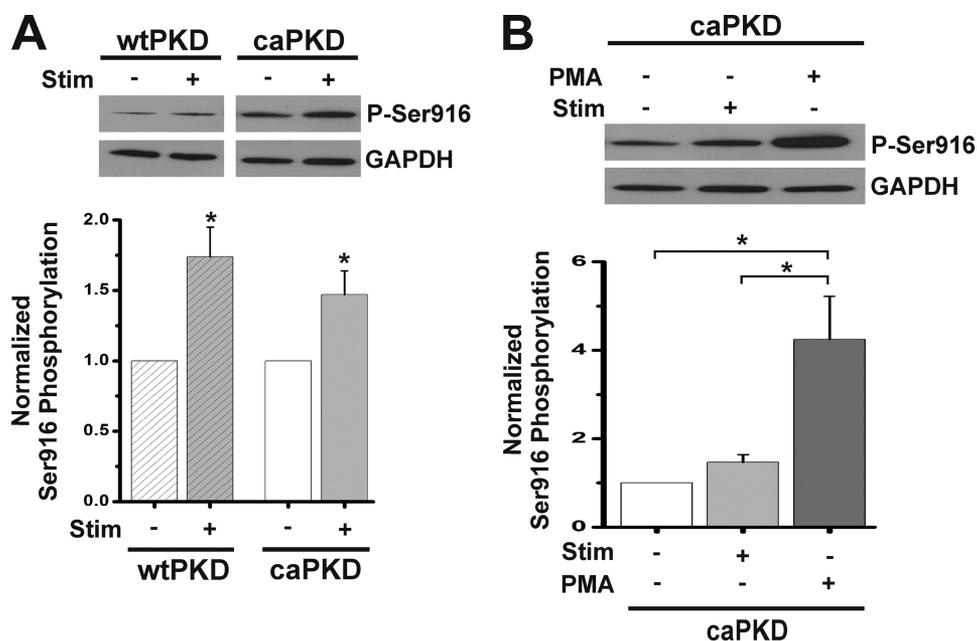 A
wtPKD caPKD
Stim - + - +
P-Ser916
GAPDH
2.0
1.5
1.0
0.5
0.0
Normalized
Ser916 Phosphorylation
* *
Stim - + - +
wtPKD caPKD
B
caPKD
PMA - - +
Stim - + -
P-Ser916
GAPDH
6
4
2
0
Normalized
Ser916 Phosphorylation
*
*
Stim - + -
PMA - - +
caPKD